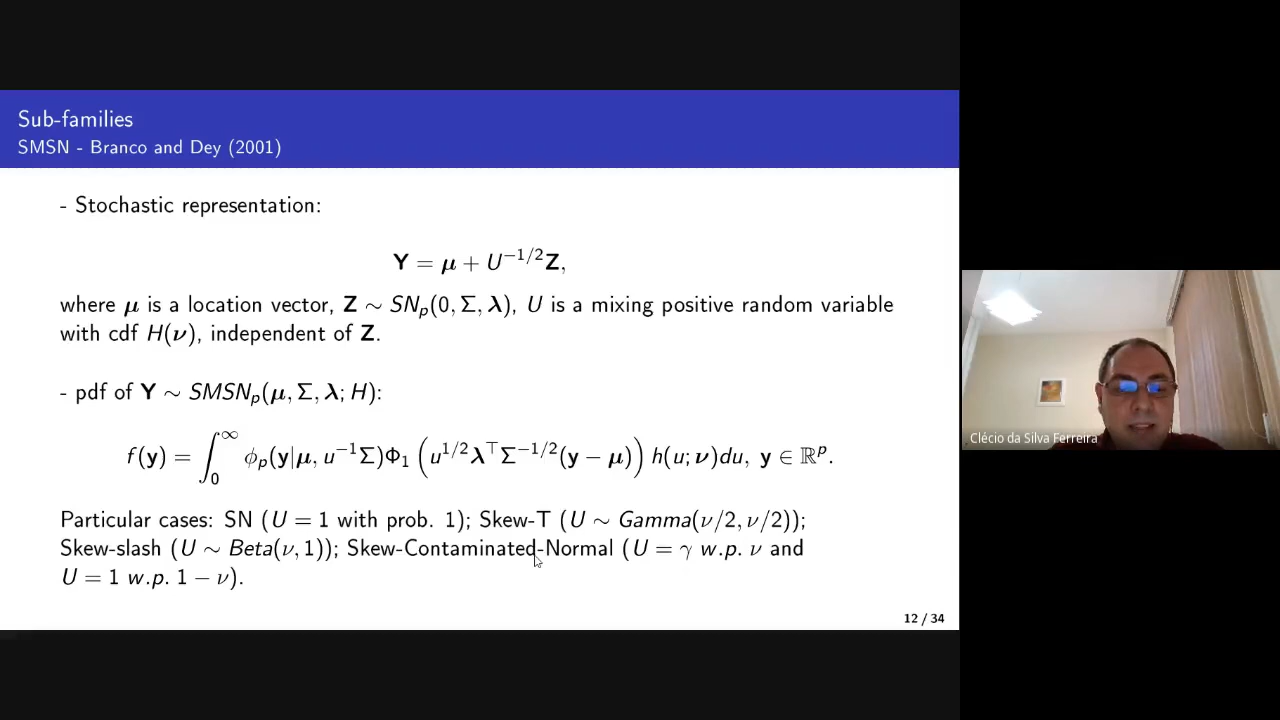 Sub-families
SMSN - Branco and Dey (2001)
- Stochastic representation:
Y = μ + U^{-1/2}Z,
where μ is a location vector, Z ∼ SN_p(0, Σ, λ), U is a mixing positive random variable
with cdf H(ν), independent of Z.
- pdf of Y ∼ SMSN_p(μ, Σ, λ; H):
f(y) = ∫_0^∞ ϕ_p(y|μ, u^{-1}Σ)Φ_1 (u^{1/2}λ^⊤Σ^{-1/2}(y − μ)) h(u; ν)du, y ∈ ℝ^p.
Particular cases: SN (U = 1 with prob. 1); Skew-T (U ∼ Gamma(ν/2, ν/2));
Skew-slash (U ∼ Beta(ν, 1)); Skew-Contaminated-Normal (U = γ w.p. ν and
U = 1 w.p. 1 − ν).
12 / 34
Clécio da Silva Ferreira